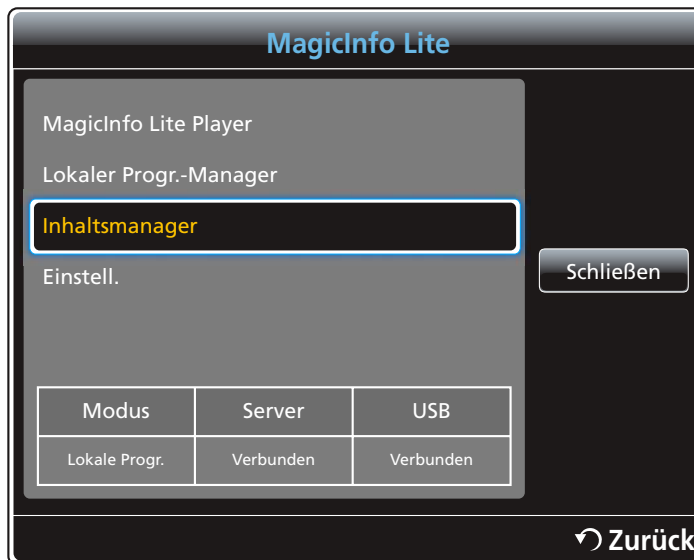 MagicInfo Lite
MagicInfo Lite Player
Lokaler Progr.-Manager
Inhaltsmanager
Einstell.
Schließen
Modus Server USB
Lokale Progr. Verbunden Verbunden
Zurück